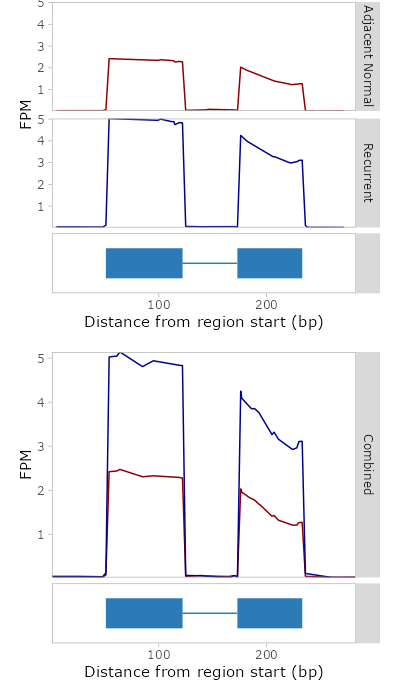 5
4
3
2
1
Adjacent Normal
FPM
5
4
3
2
1
Recurrent
100 200
Distance from region start (bp)
5
4
3
2
1
FPM
Combined
100 200
Distance from region start (bp)